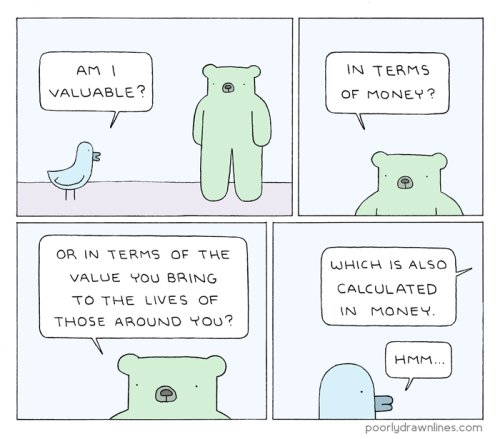 AM I
VALUABLE?
IN TERMS
OF MONEY?
OR IN TERMS OF THE
VALUE YOU BRING
TO THE LIVES OF
THOSE AROUND YOU?
WHICH IS ALSO
CALCULATED
IN MONEY.
HMM...
poorlydrawnlines.com